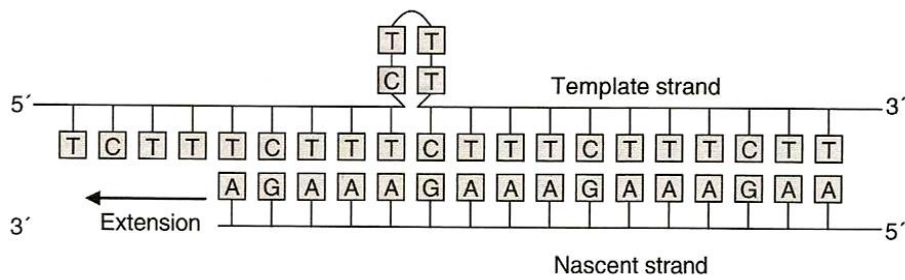 T T
C T
Template strand
5´ 3´
T C T T T C T T T C T T T C T T T C T T
A G A A A G A A A G A A A G A A
Extension
3´ 5´
Nascent strand